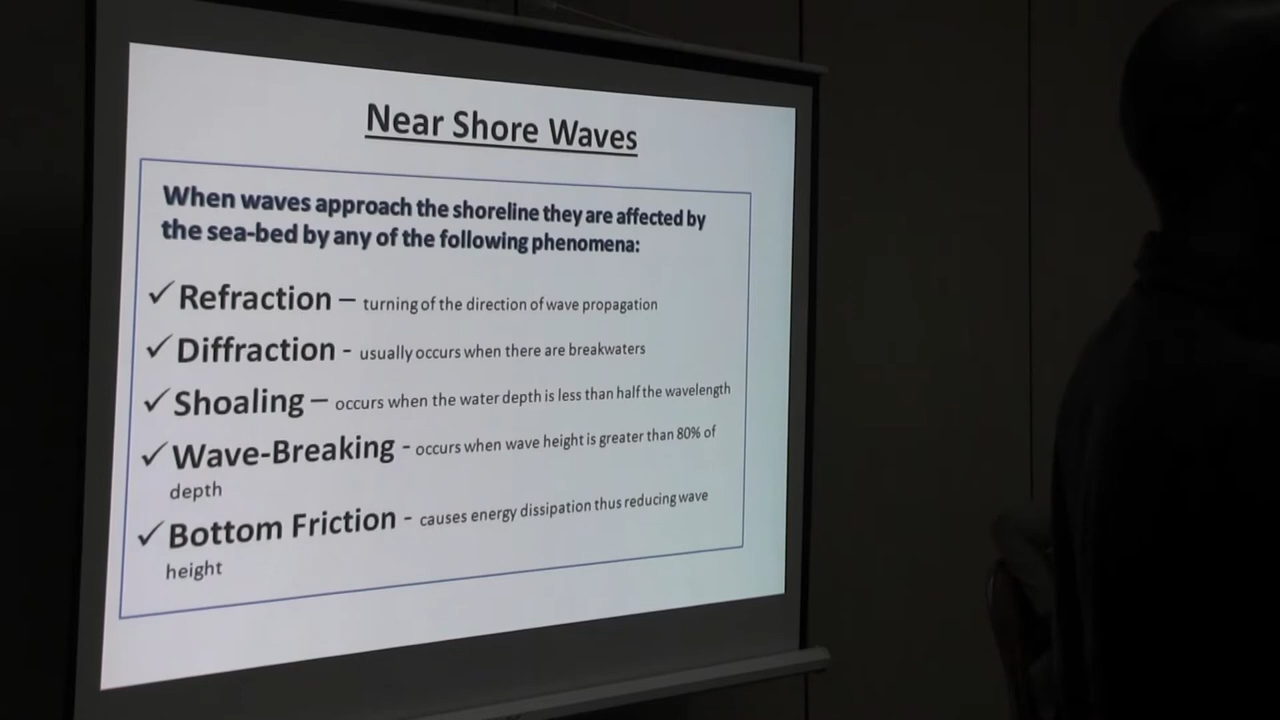 Near Shore Waves
When waves approach the shoreline they are affected by
the sea-bed by any of the following phenomena:
✓ Refraction – turning of the direction of wave propagation
✓ Diffraction - usually occurs when there are breakwaters
✓ Shoaling – occurs when the water depth is less than half the wavelength
✓ Wave-Breaking - occurs when wave height is greater than 80% of
depth
✓ Bottom Friction - causes energy dissipation thus reducing wave
height